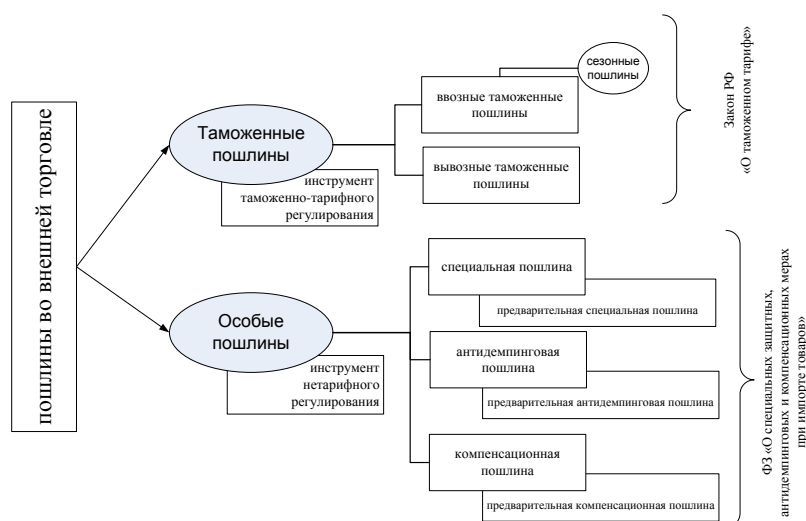 пошлины во внешней торговле
Таможенные
пошлины
инструмент
таможенно-тарифного
регулирования
сезонные
пошлины
ввозные таможенные
пошлины
вывозные таможенные
пошлины
Закон РФ
«О таможенном тарифе»
Особые
пошлины
инструмент
нетарифного
регулирования
специальная пошлина
предварительная специальная пошлина
антидемпинговая
пошлина
предварительная антидемпинговая пошлина
компенсационная
пошлина
предварительная компенсационная пошлина
ФЗ «О специальных защитных,
антидемпинговых и компенсационных мерах
при импорте товаров»